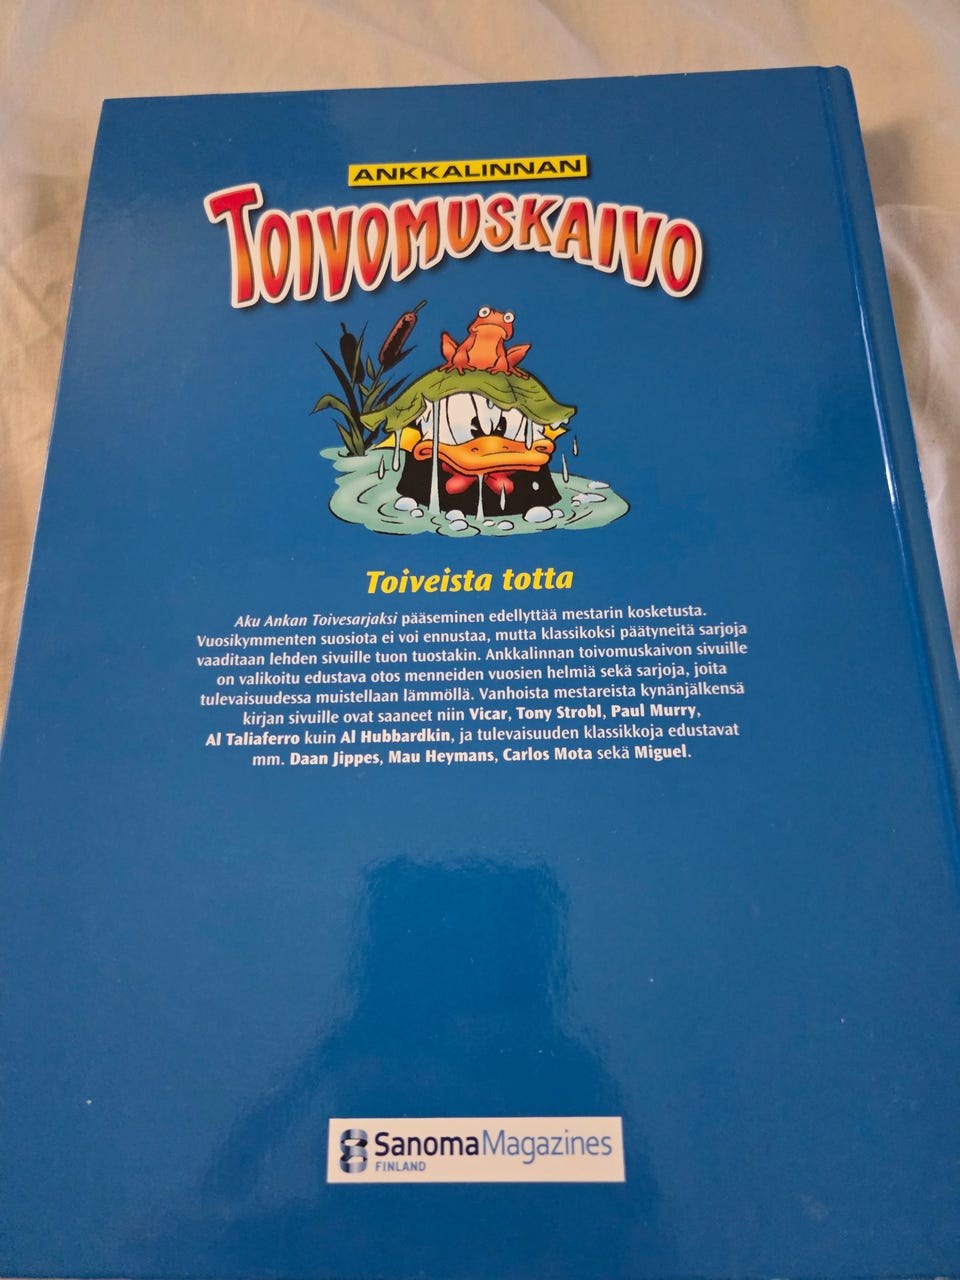 ANKKALINNAN
TOIVOMUSKAIVO
Toiveista totta
Aku Ankan Toivesarjaksi pääseminen edellyttää mestarin kosketusta.
Vuosikymmenten suosiota ei voi ennustaa, mutta klassikoksi päätyneitä sarjoja
vaaditaan lehden sivuille tuon tuostakin. Ankkalinnan toivomuskaivon sivuille
on valikoitu edustava otos menneiden vuosien helmiä sekä sarjoja, joita
tulevaisuudessa muistellaan lämmöllä. Vanhoista mestareista kynänjälkensä
kirjan sivuille ovat saaneet niin Vicar, Tony Strobl, Paul Murry,
Al Taliaferro kuin Al Hubbardkin, ja tulevaisuuden klassikkoja edustavat
mm. Daan Jippes, Mau Heymans, Carlos Mota sekä Miguel.
SanomaMagazines
FINLAND